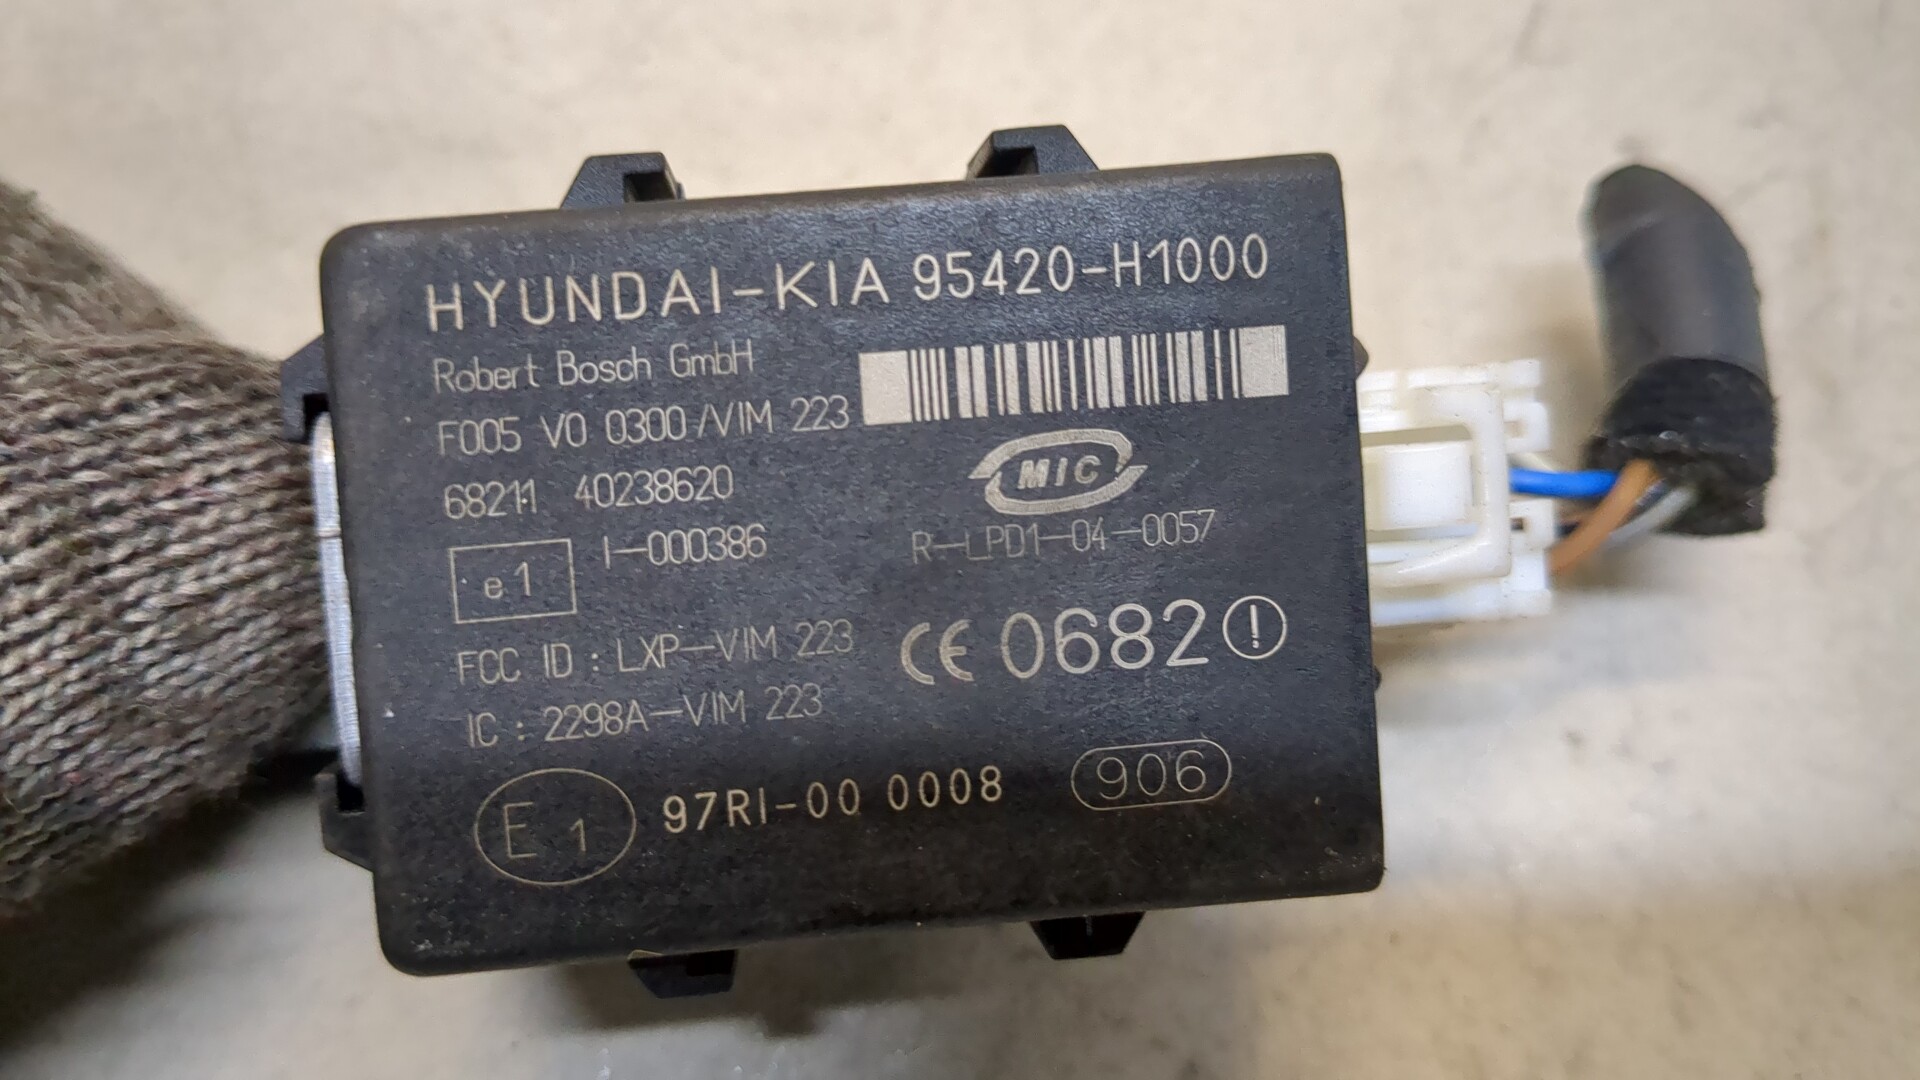 HYUNDAI-KIA 95420-H1000
Robert Bosch GmbH
F005 V0 0300/VIM 223
68211 40238620
MIC
e1 I-000386
R-LPD1-04-0057
FCC ID : LXP-VIM 223
CE 0682 !
IC : 2298A-VIM 223
E 1 97RI-00 0008
906